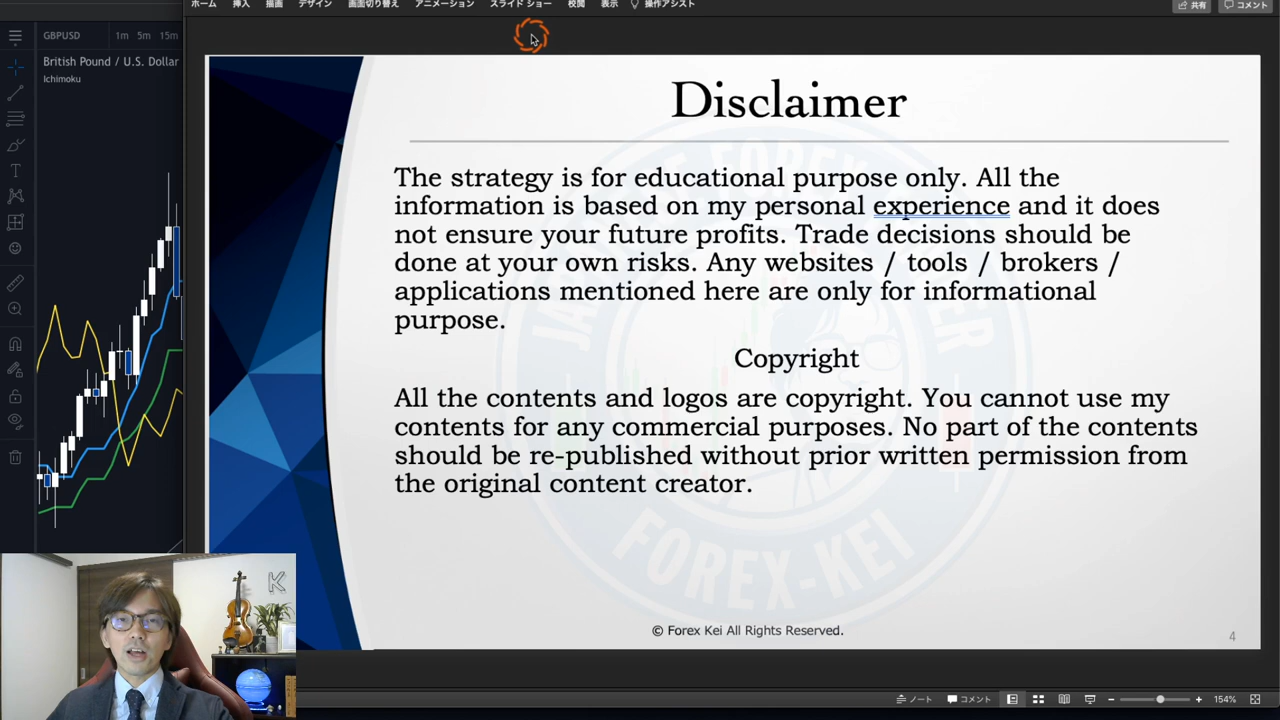 ホーム 挿入 描画 デザイン 画面切り替え アニメーション スライド ショー 校閲 表示 操作アシスト 共有 コメント
GBPUSD 1m 5m 15m
British Pound / U.S. Dollar
Ichimoku
Disclaimer
The strategy is for educational purpose only. All the
information is based on my personal experience and it does
not ensure your future profits. Trade decisions should be
done at your own risks. Any websites / tools / brokers /
applications mentioned here are only for informational
purpose.
Copyright
All the contents and logos are copyright. You cannot use my
contents for any commercial purposes. No part of the contents
should be re-published without prior written permission from
the original content creator.
FOREX-KEI
K
© Forex Kei All Rights Reserved.
4
ノート コメント 154%